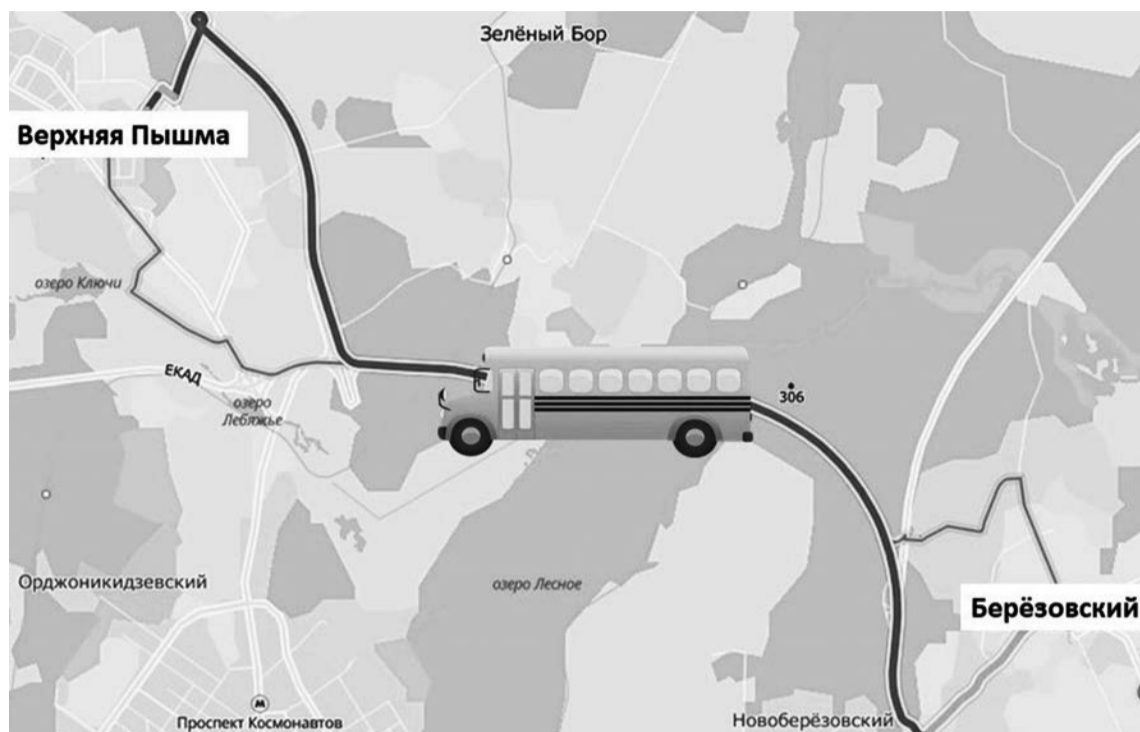 Зелёный Бор
Верхняя Пышма
озеро Ключи
ЕКАД
озеро
Лебяжье
306
Орджоникидзевский
озеро Лесное
Берёзовский
М
Проспект Космонавтов
Новоберёзовский